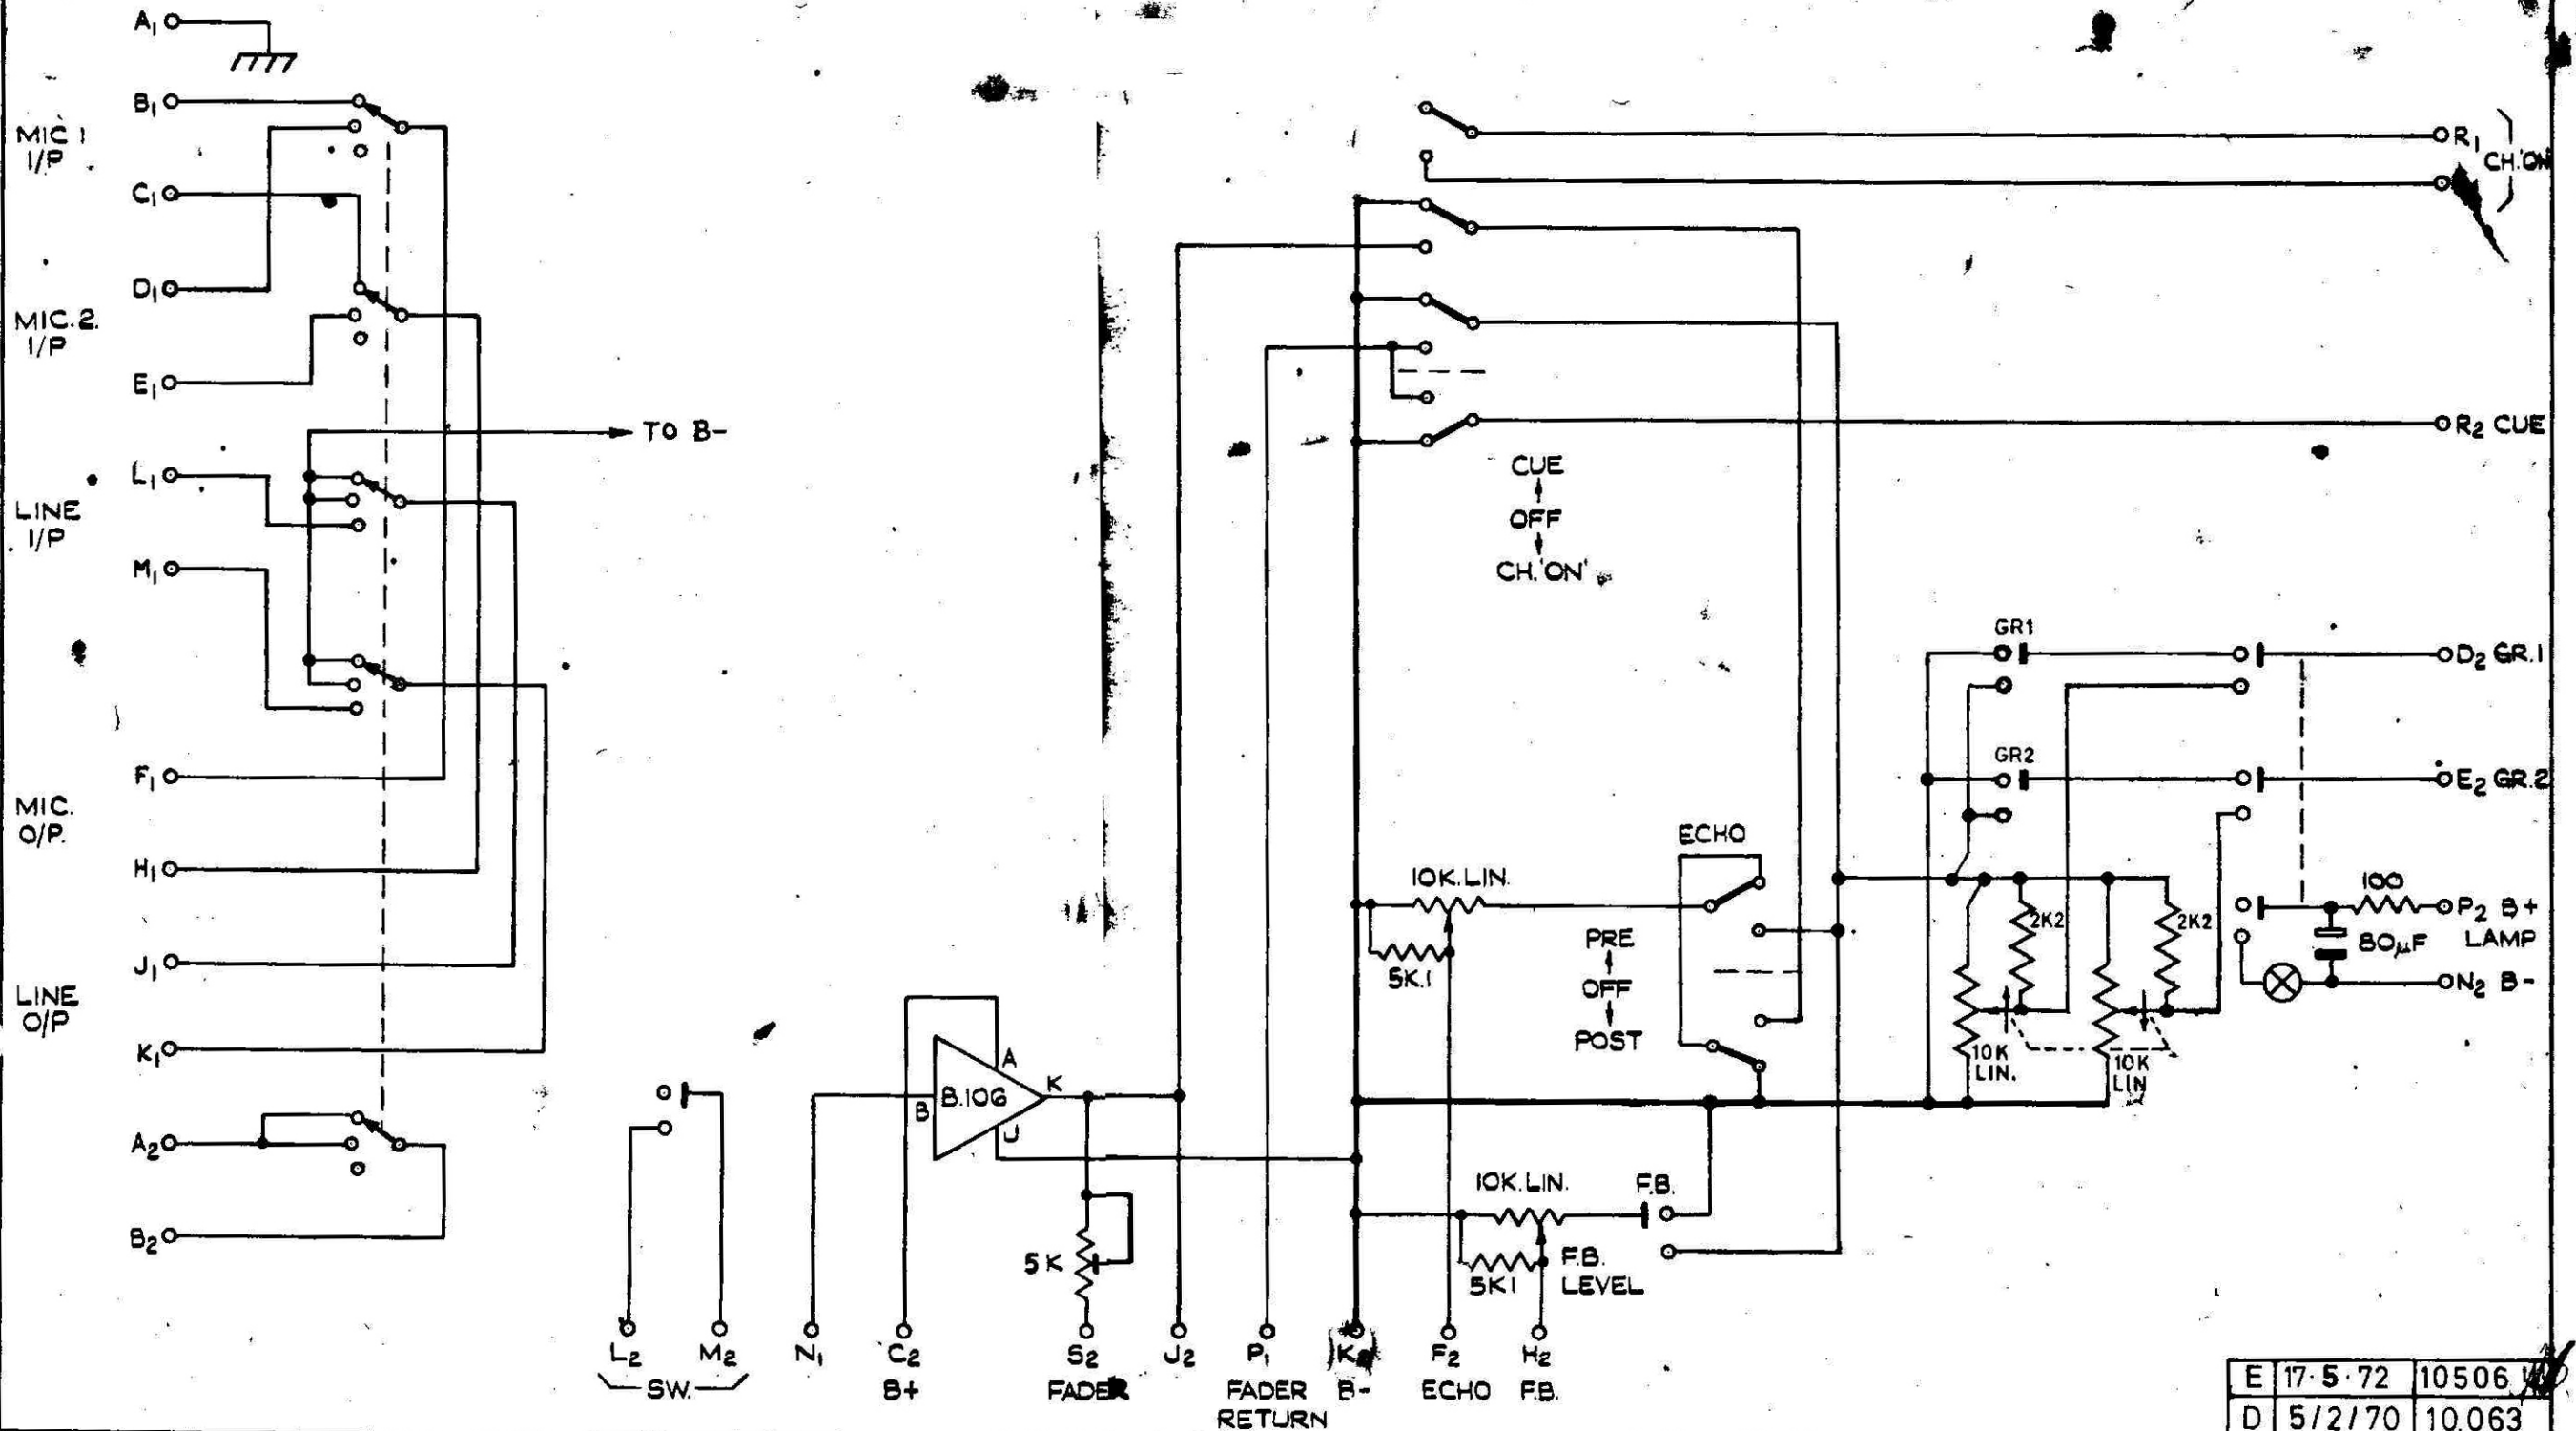 A1
B1
MIC 1
I/P
C1
D1
MIC.2.
I/P
E1
TO B-
L1
LINE
I/P
M1
F1
MIC.
O/P.
H1
J1
LINE
O/P
K1
A2
B2
L2
M2
SW.
N1
C2
B+
B.106
A
B
K
J
5K
S2
FADER
J2
P1
FADER
RETURN
B-
F2
ECHO
H2
F.B.
R1
CH.'ON'
R2 CUE
CUE
OFF
CH.'ON'
ECHO
10K.LIN.
5K.1
PRE
OFF
POST
10K.LIN.
F.B.
5K1
F.B.
LEVEL
GR1
D2 GR.1
GR2
E2 GR.2
2K2
2K2
10K
LIN.
10K
LIN
100
P2 B+
LAMP
80µF
N2 B-
E 17·5·72 10506
D 5/2/70 10.063